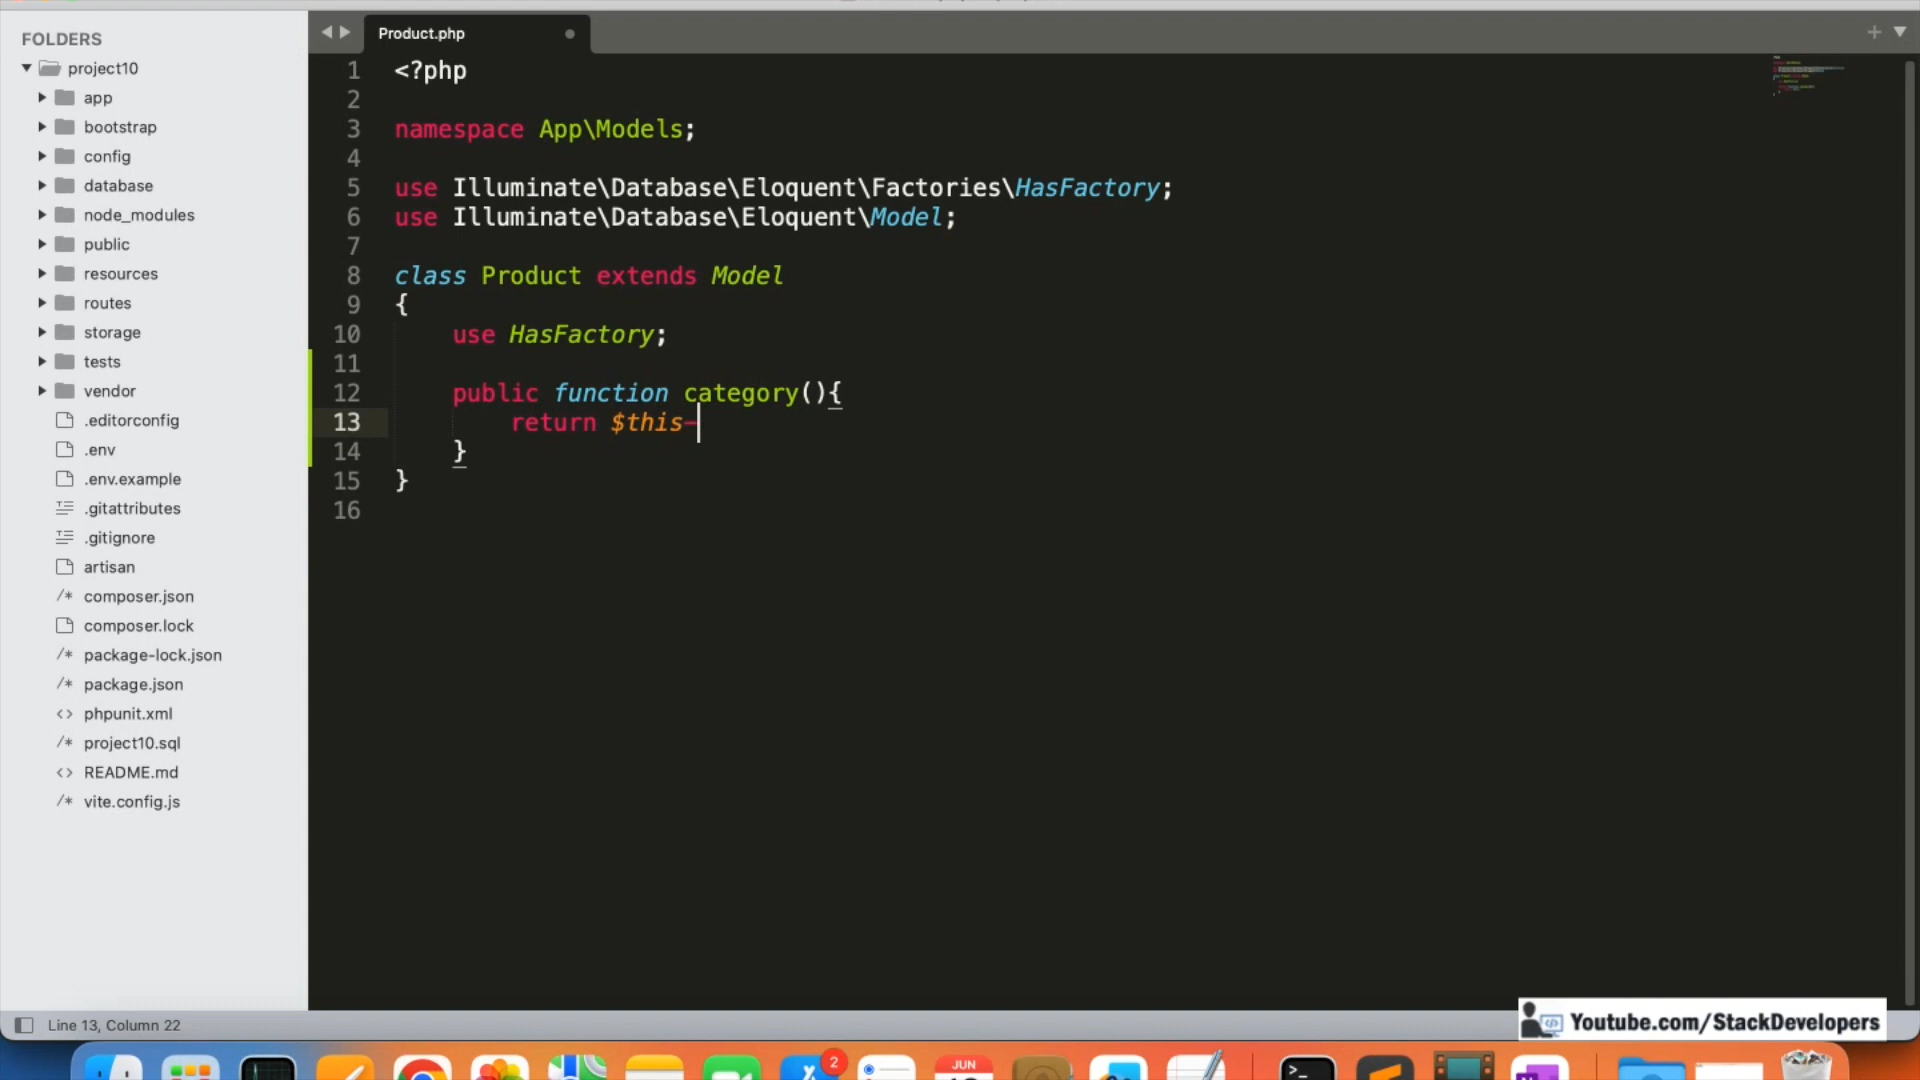 FOLDERS
project10
app
bootstrap
config
database
node_modules
public
resources
routes
storage
tests
vendor
.editorconfig
.env
.env.example
.gitattributes
.gitignore
artisan
/* composer.json
composer.lock
/* package-lock.json
/* package.json
<> phpunit.xml
/* project10.sql
<> README.md
/* vite.config.js
Product.php
1 <?php
2
3 namespace App\Models;
4
5 use Illuminate\Database\Eloquent\Factories\HasFactory;
6 use Illuminate\Database\Eloquent\Model;
7
8 class Product extends Model
9 {
10 use HasFactory;
11
12 public function category(){
13 return $this-
14 }
15 }
16
Line 13, Column 22
Youtube.com/StackDevelopers
2
JUN